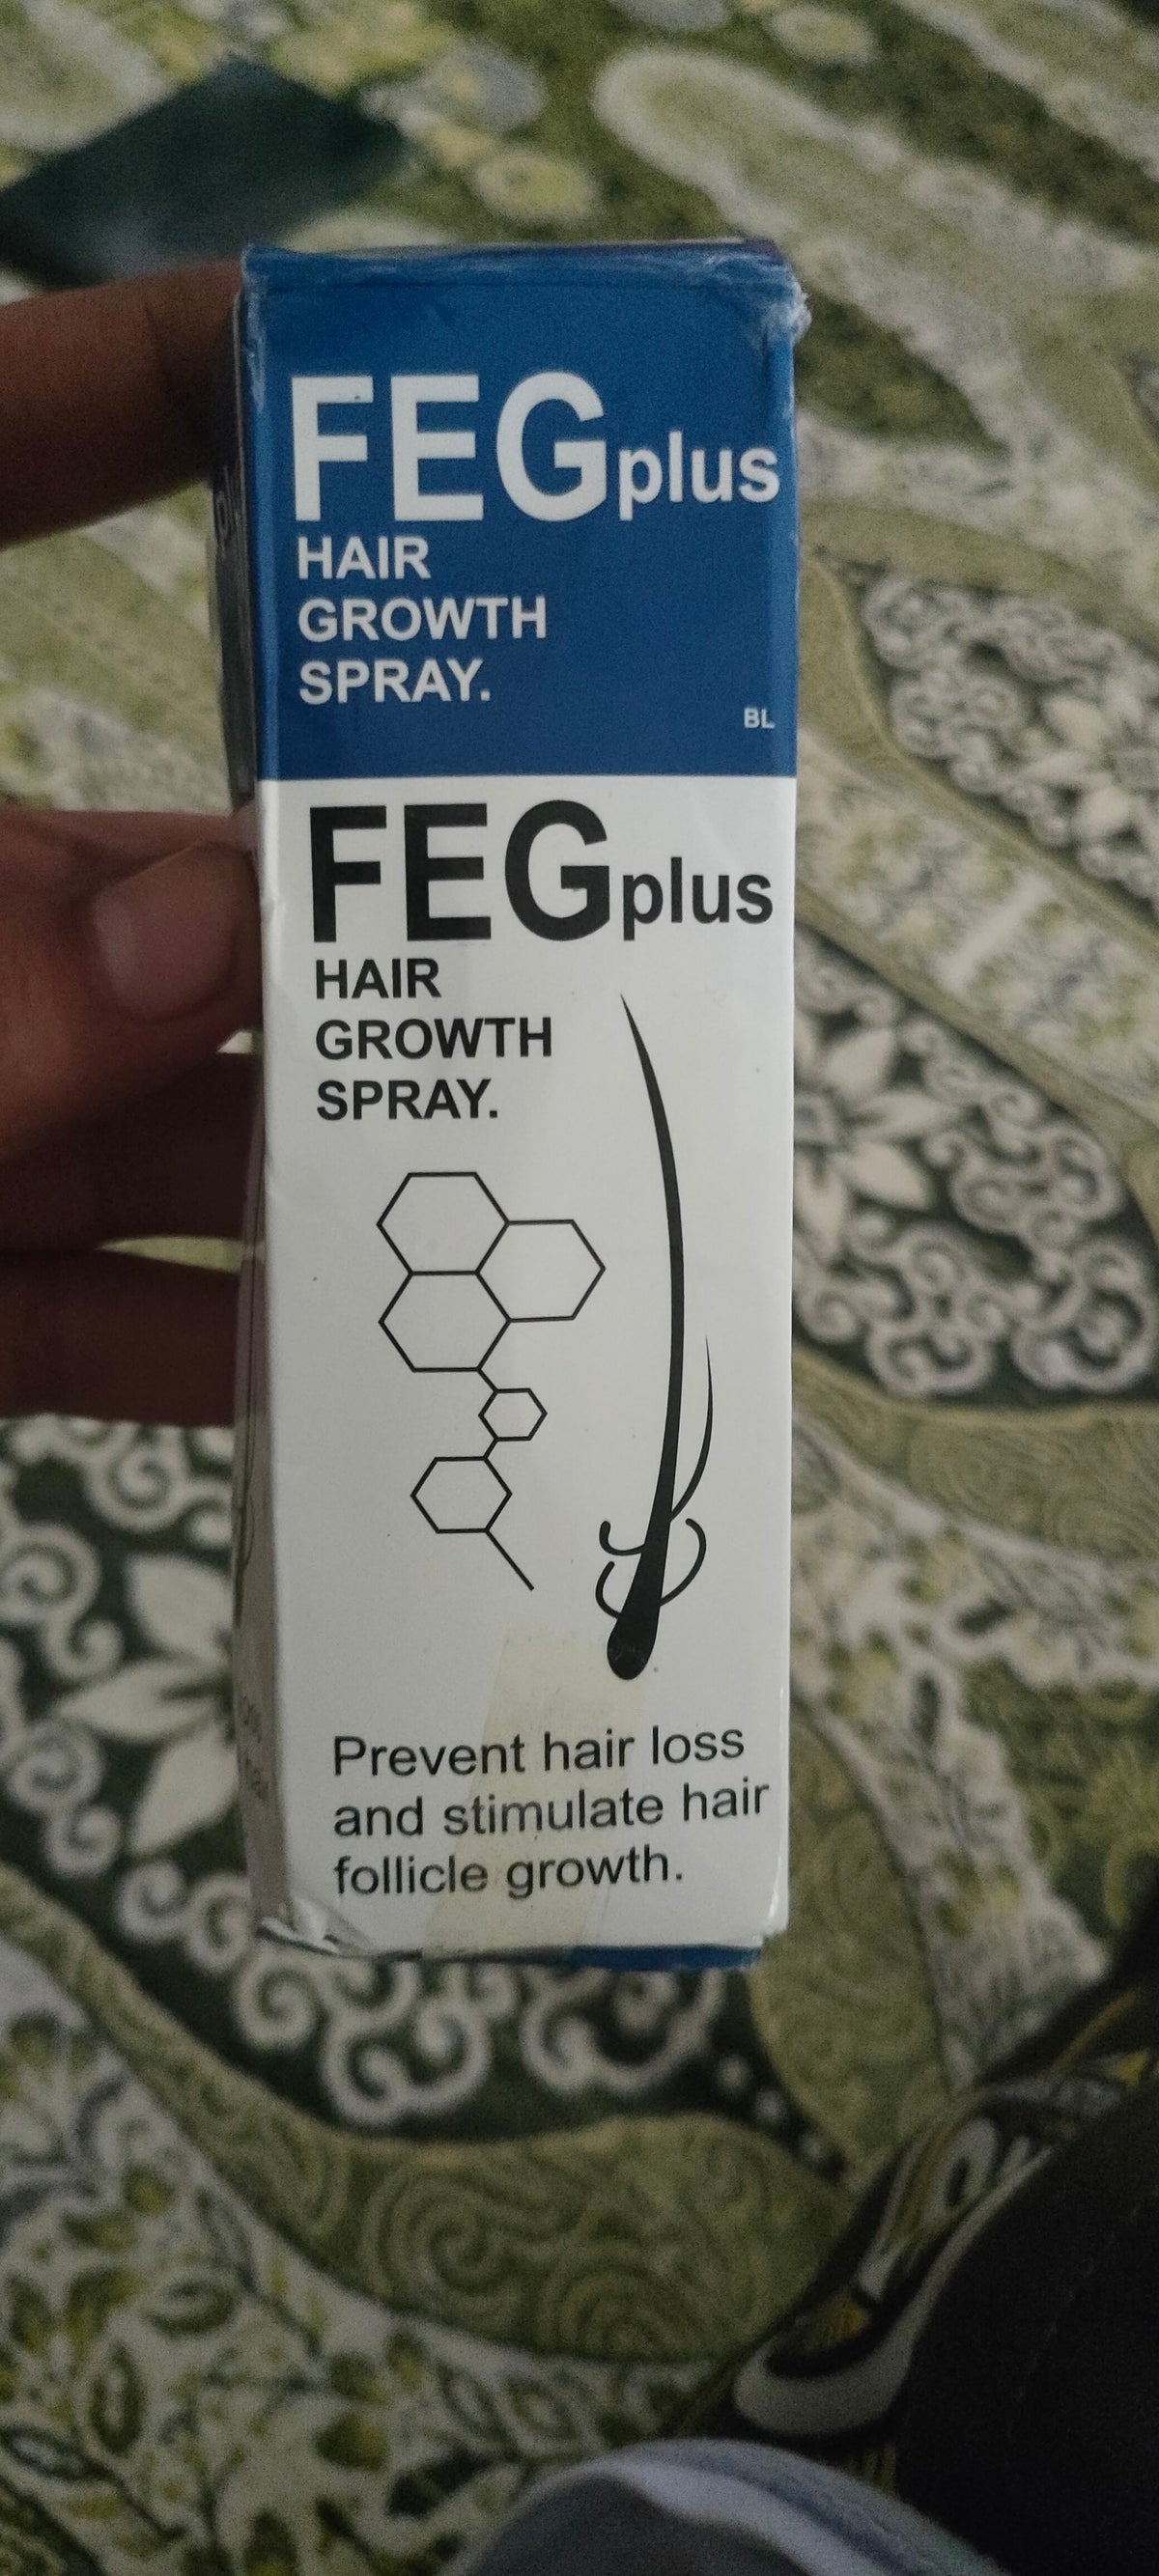 FEGplus
HAIR
GROWTH
SPRAY.
BL
FEGplus
HAIR
GROWTH
SPRAY.
Prevent hair loss
and stimulate hair
follicle growth.